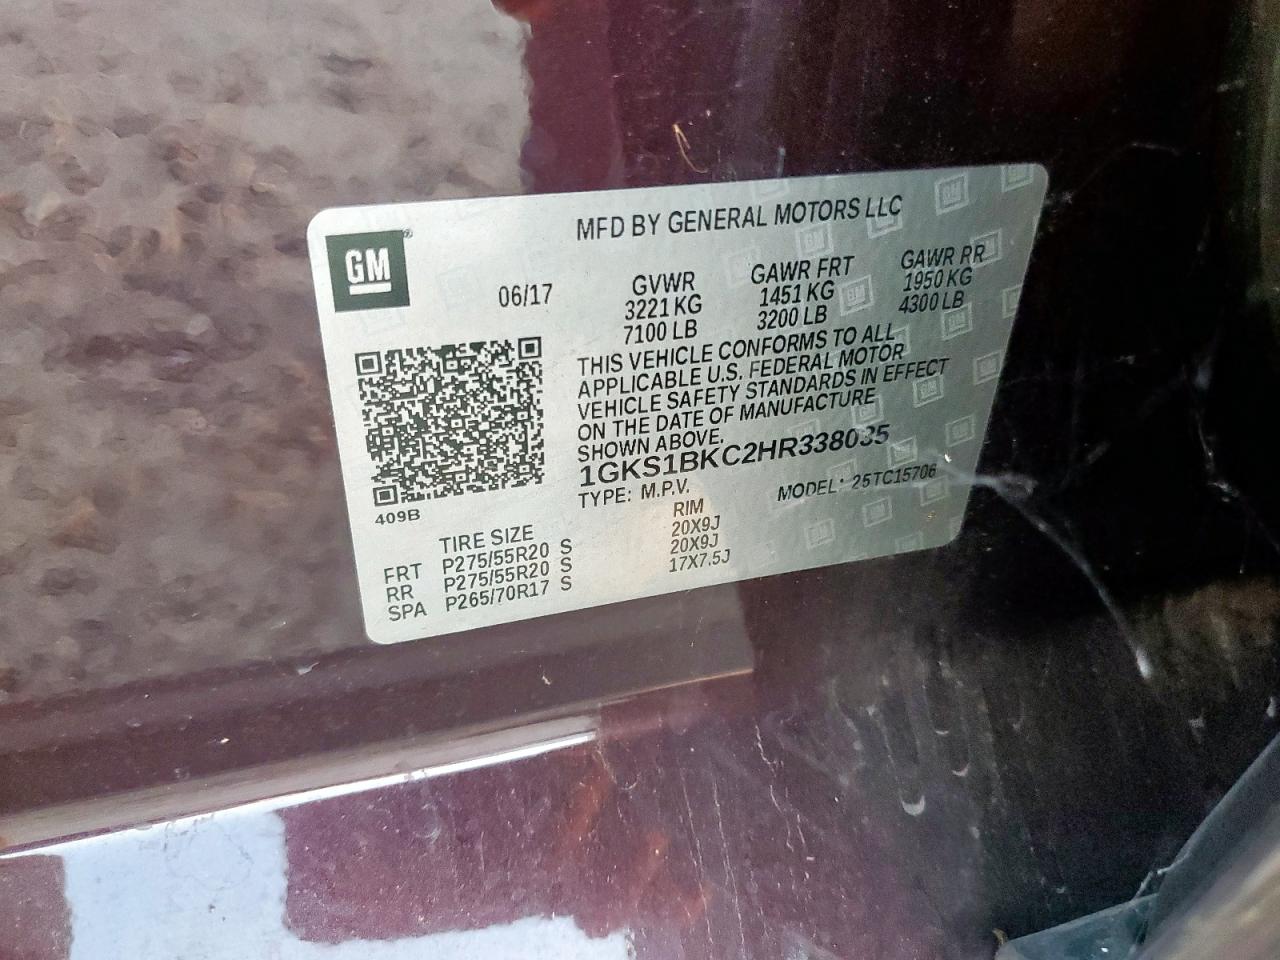 MFD BY GENERAL MOTORS LLC
GM
06/17
GVWR
3221 KG
7100 LB
GAWR FRT
1451 KG
3200 LB
GAWR RR
1950 KG
4300 LB
THIS VEHICLE CONFORMS TO ALL
APPLICABLE U.S. FEDERAL MOTOR
VEHICLE SAFETY STANDARDS IN EFFECT
ON THE DATE OF MANUFACTURE
SHOWN ABOVE.
1GKS1BKC2HR338035
TYPE: M.P.V.
MODEL: 25TC15706
409B
TIRE SIZE RIM
FRT P275/55R20 S 20X9J
RR P275/55R20 S 20X9J
SPA P265/70R17 S 17X7.5J